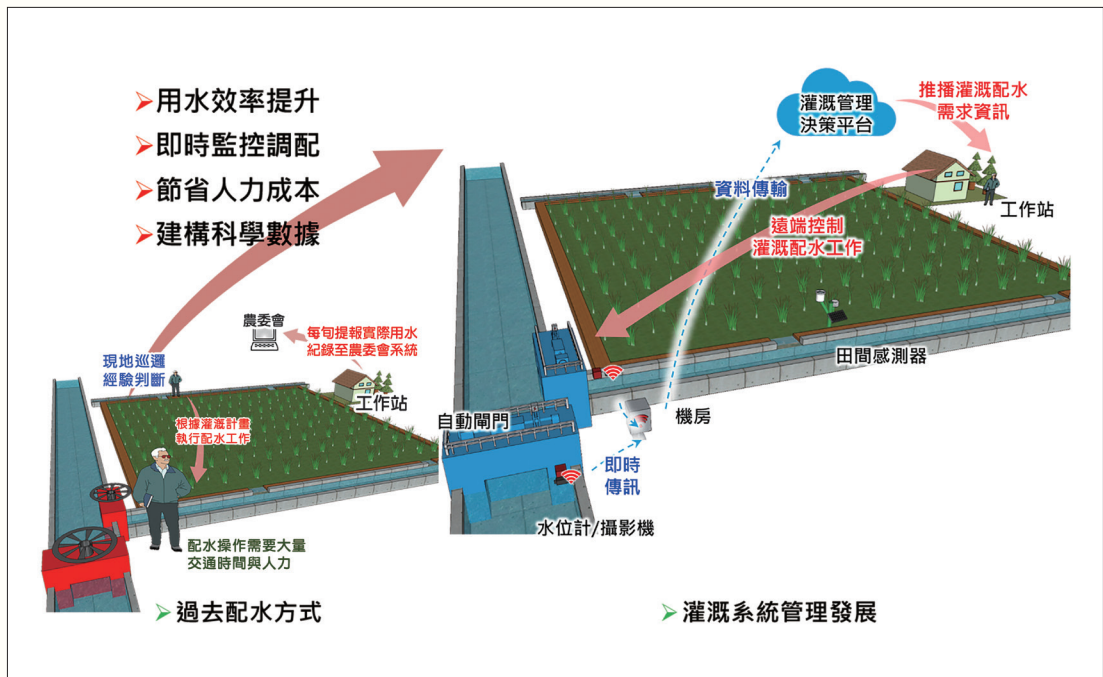 用水效率提升
即時監控調配
節省人力成本
建構科學數據
農委會
每旬提報實際用水
紀錄至農委會系統
現地巡邏
經驗判斷
工作站
根據灌溉計畫
執行配水工作
配水操作需要大量
交通時間與人力
過去配水方式
灌溉管理
決策平台
推播灌溉配水
需求資訊
資料傳輸
工作站
遠端控制
灌溉配水工作
田間感測器
自動閘門
機房
即時
傳訊
水位計/攝影機
灌溉系統管理發展